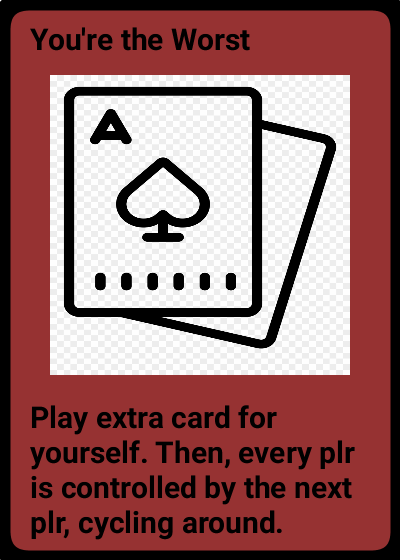 You're the Worst
A
Play extra card for
yourself. Then, every plr
is controlled by the next
plr, cycling around.